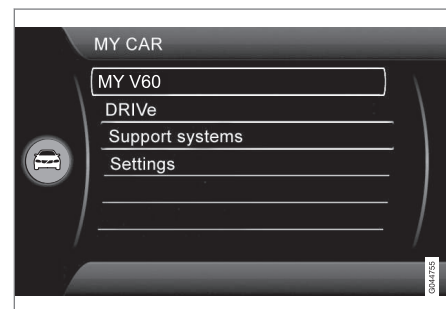 MY CAR
MY V60
DRIVe
Support systems
Settings
G044755